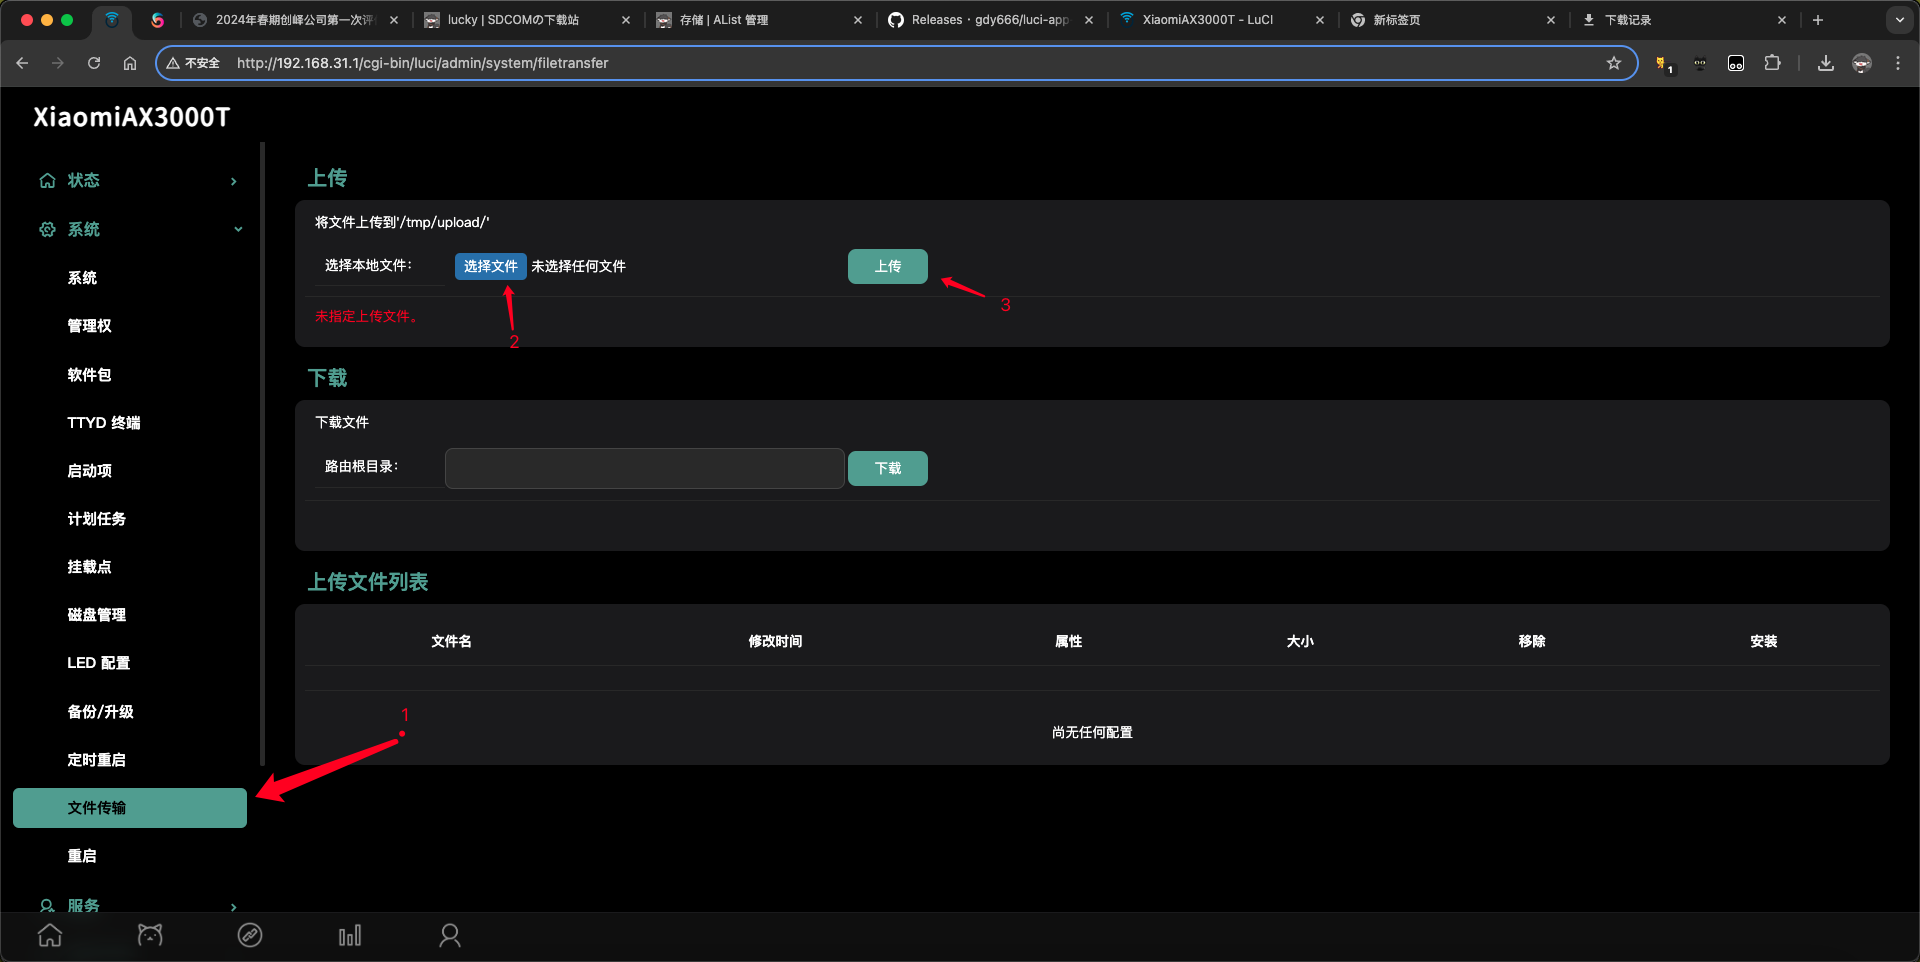 2024年春期创峰公司第一次评
lucky | SDCOMの下载站
存储 | AList 管理
Releases · gdy666/luci-app
XiaomiAX3000T - LuCI
新标签页
下载记录
不安全
http://192.168.31.1/cgi-bin/luci/admin/system/filetransfer
1
XiaomiAX3000T
状态
系统
系统
管理权
软件包
TTYD 终端
启动项
计划任务
挂载点
磁盘管理
LED 配置
备份/升级
定时重启
文件传输
重启
服务
1
上传
将文件上传到'/tmp/upload/'
选择本地文件：
选择文件 未选择任何文件
上传
未指定上传文件。
2
3
下载
下载文件
路由根目录：
下载
上传文件列表
文件名 修改时间 属性 大小 移除 安装
尚无任何配置